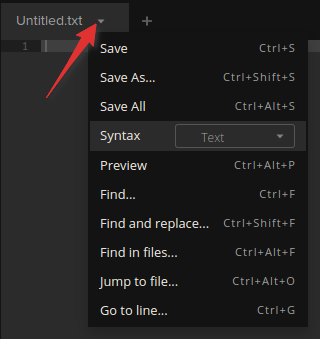 Untitled.txt
+
1
Save Ctrl+S
Save As... Ctrl+Shift+S
Save All Ctrl+Alt+S
Syntax Text
Preview Ctrl+Alt+P
Find... Ctrl+F
Find and replace... Ctrl+Shift+F
Find in files... Ctrl+Alt+F
Jump to file... Ctrl+Alt+O
Go to line... Ctrl+G